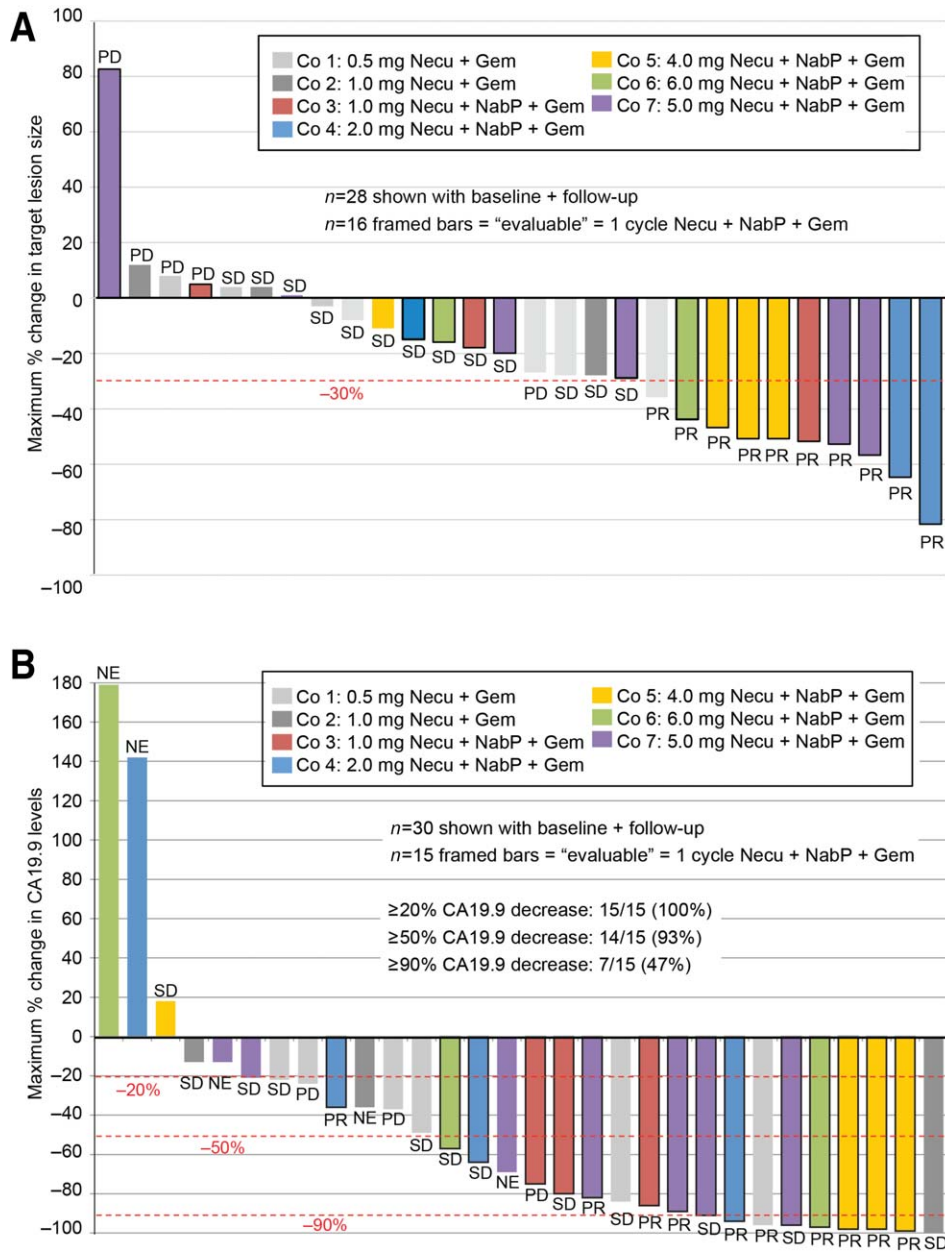 A
Maximum % change in target lesion size
100
80
60
40
20
0
–20
–40
–60
–80
–100
Co 1: 0.5 mg Necu + Gem
Co 2: 1.0 mg Necu + Gem
Co 3: 1.0 mg Necu + NabP + Gem
Co 4: 2.0 mg Necu + NabP + Gem
Co 5: 4.0 mg Necu + NabP + Gem
Co 6: 6.0 mg Necu + NabP + Gem
Co 7: 5.0 mg Necu + NabP + Gem
n=28 shown with baseline + follow-up
n=16 framed bars = “evaluable” = 1 cycle Necu + NabP + Gem
PD PD PD PD SD SD SD SD SD SD SD SD SD SD PD SD SD SD PR PR PR PR PR PR PR PR PR PR
–30%
B
Maximum % change in CA19.9 levels
180
160
140
120
100
80
60
40
20
0
–20
–40
–60
–80
–100
Co 1: 0.5 mg Necu + Gem
Co 2: 1.0 mg Necu + Gem
Co 3: 1.0 mg Necu + NabP + Gem
Co 4: 2.0 mg Necu + NabP + Gem
Co 5: 4.0 mg Necu + NabP + Gem
Co 6: 6.0 mg Necu + NabP + Gem
Co 7: 5.0 mg Necu + NabP + Gem
n=30 shown with baseline + follow-up
n=15 framed bars = “evaluable” = 1 cycle Necu + NabP + Gem
≥20% CA19.9 decrease: 15/15 (100%)
≥50% CA19.9 decrease: 14/15 (93%)
≥90% CA19.9 decrease: 7/15 (47%)
NE NE SD SD NE SD SD PD PR NE PD SD SD SD NE PD SD PR SD PR PR SD PR PR SD PR PR PR PR SD
–20%
–50%
–90%